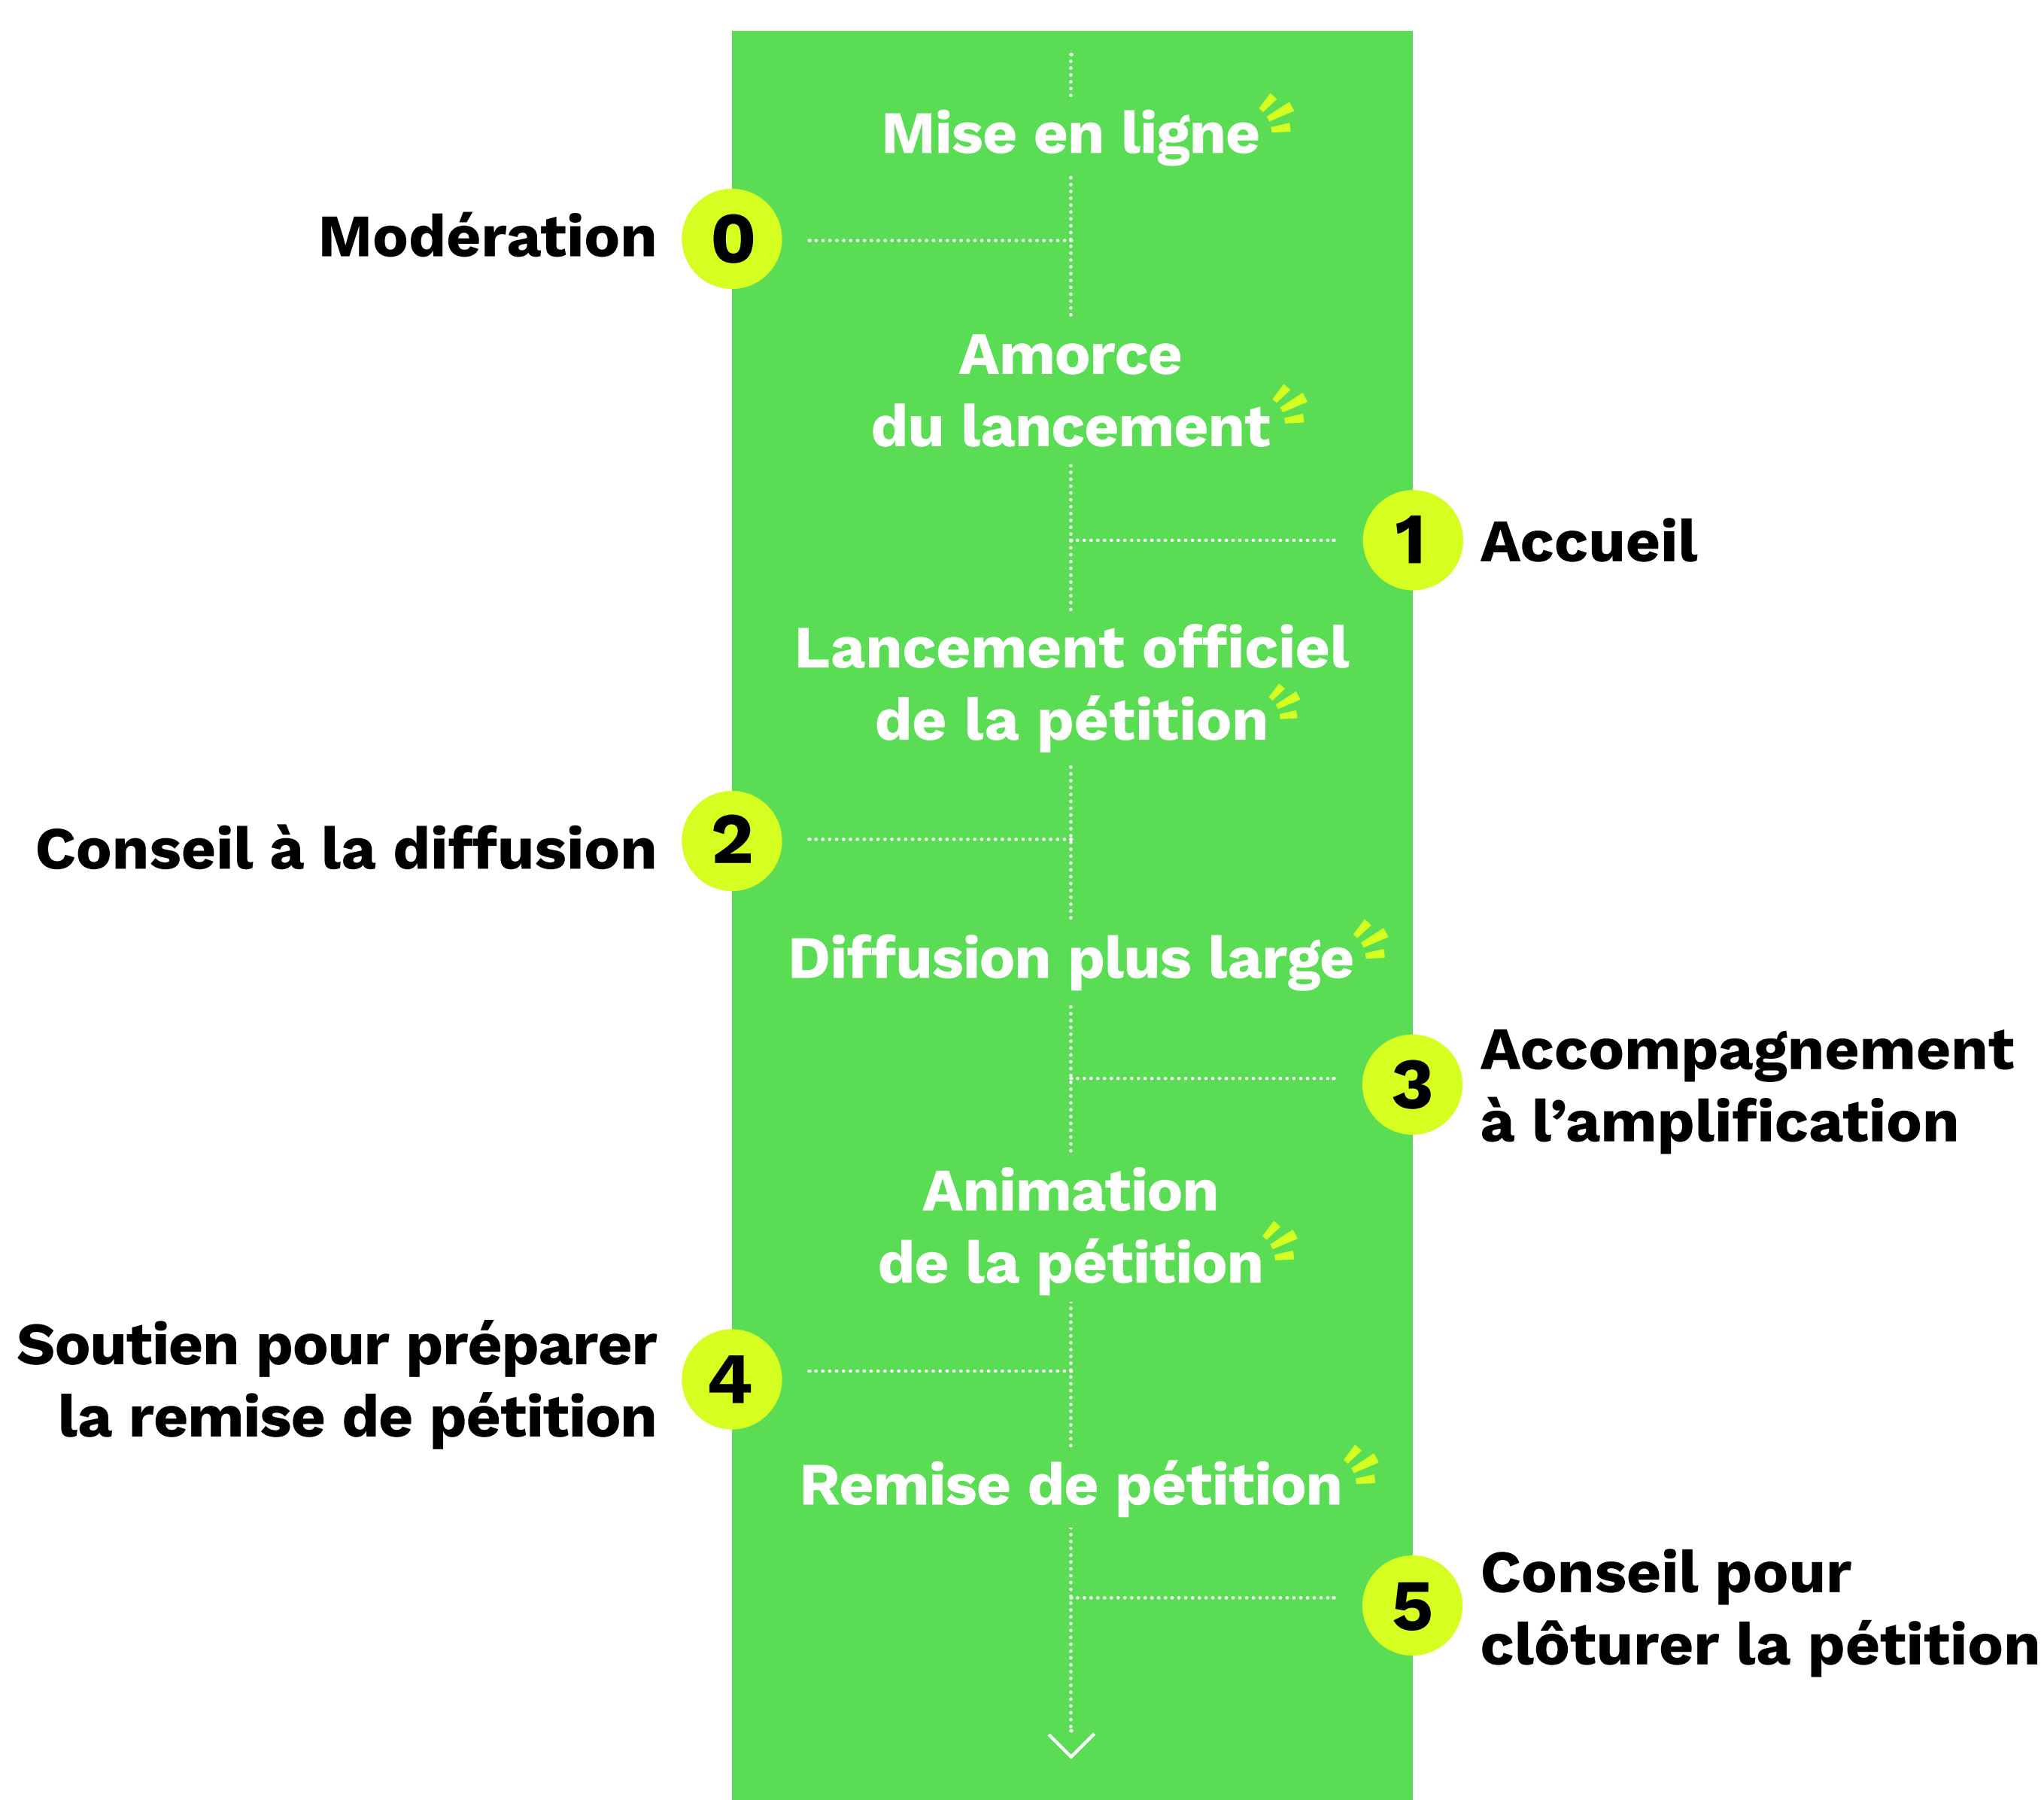 Mise en ligne
Modération
0
Amorce
du lancement
1
Accueil
Lancement officiel
de la pétition
Conseil à la diffusion
2
Diffusion plus large
3
Accompagnement
à l’amplification
Animation
de la pétition
Soutien pour préparer
la remise de pétition
4
Remise de pétition
5
Conseil pour
clôturer la pétition